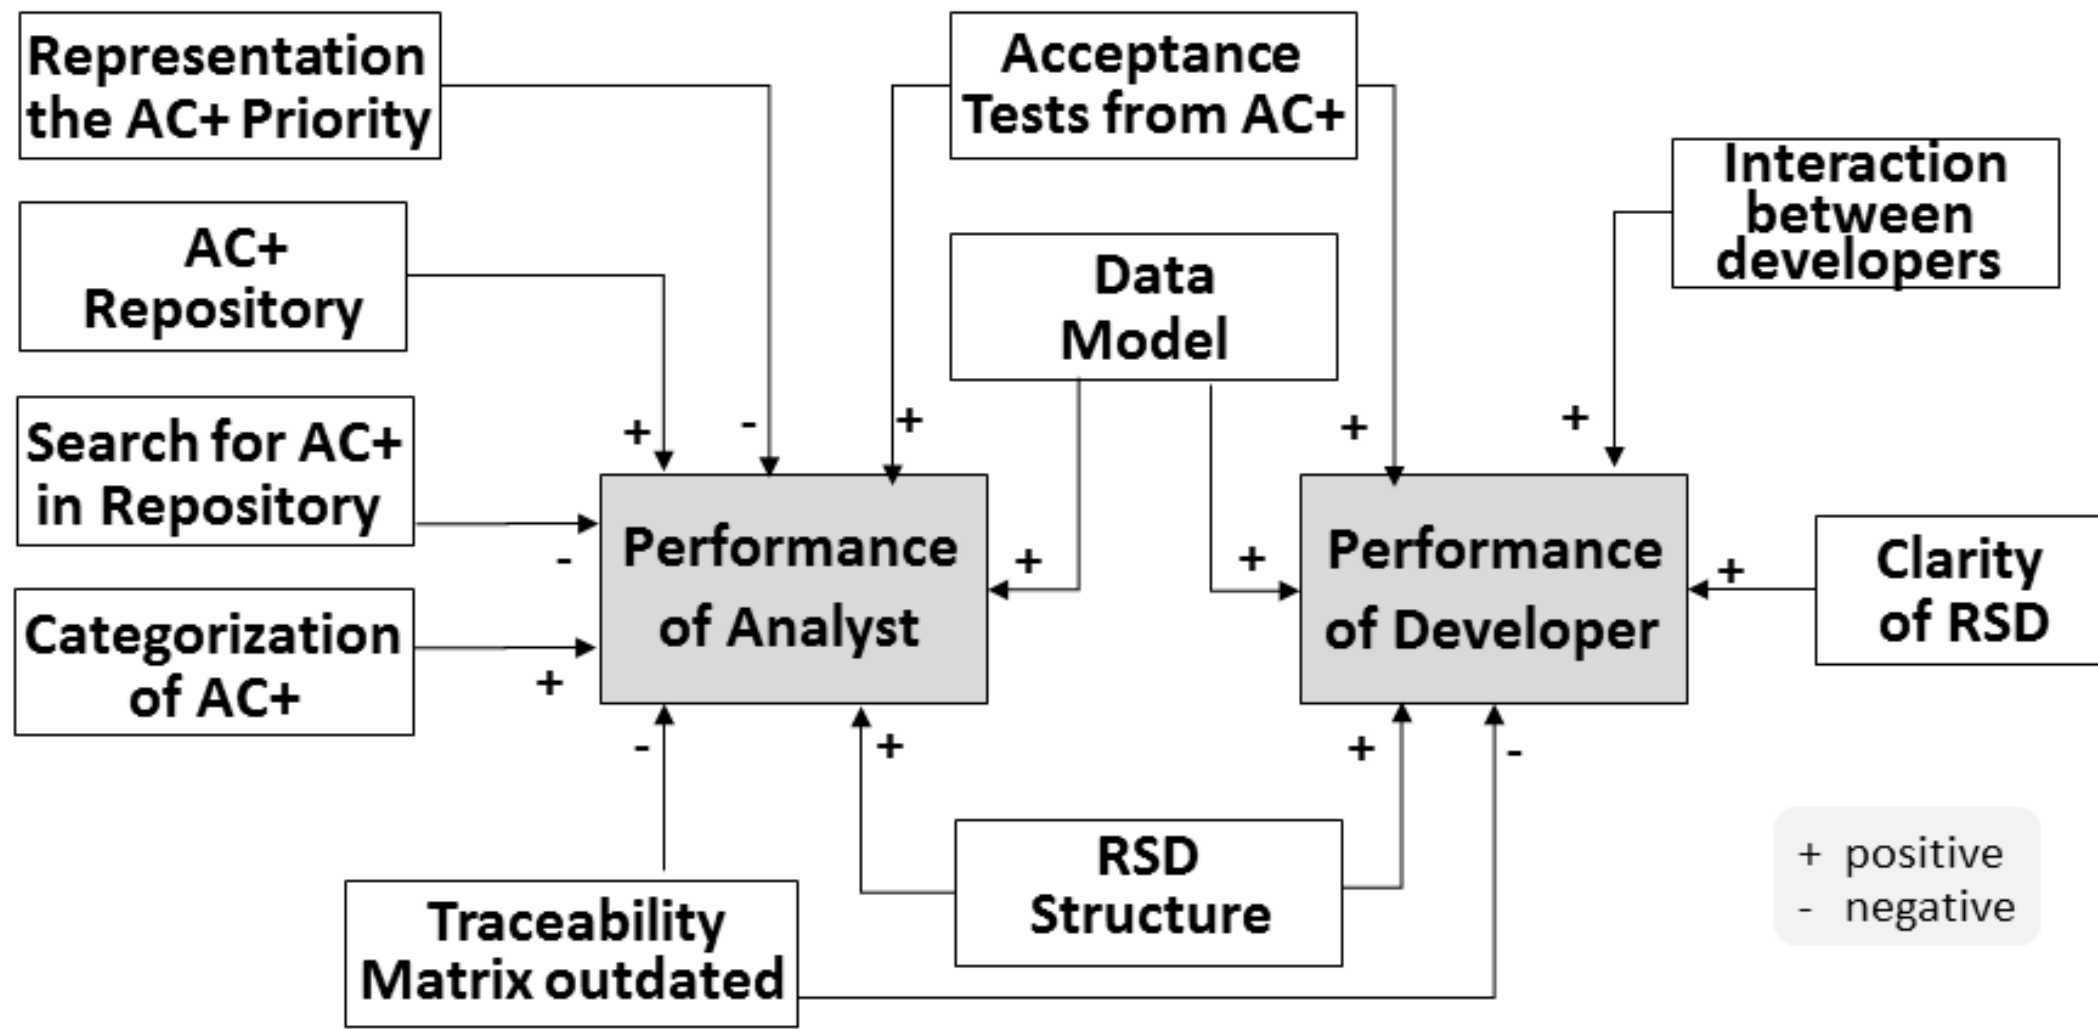 Representation
the AC+ Priority
Acceptance
Tests from AC+
Interaction
between
developers
AC+
Repository
Data
Model
Search for AC+
in Repository
+
-
+
+
+
Performance
of Analyst
-
+
+
Performance
of Developer
+
Clarity
of RSD
Categorization
of AC+
+
-
+
+
-
RSD
Structure
Traceability
Matrix outdated
+ positive
- negative